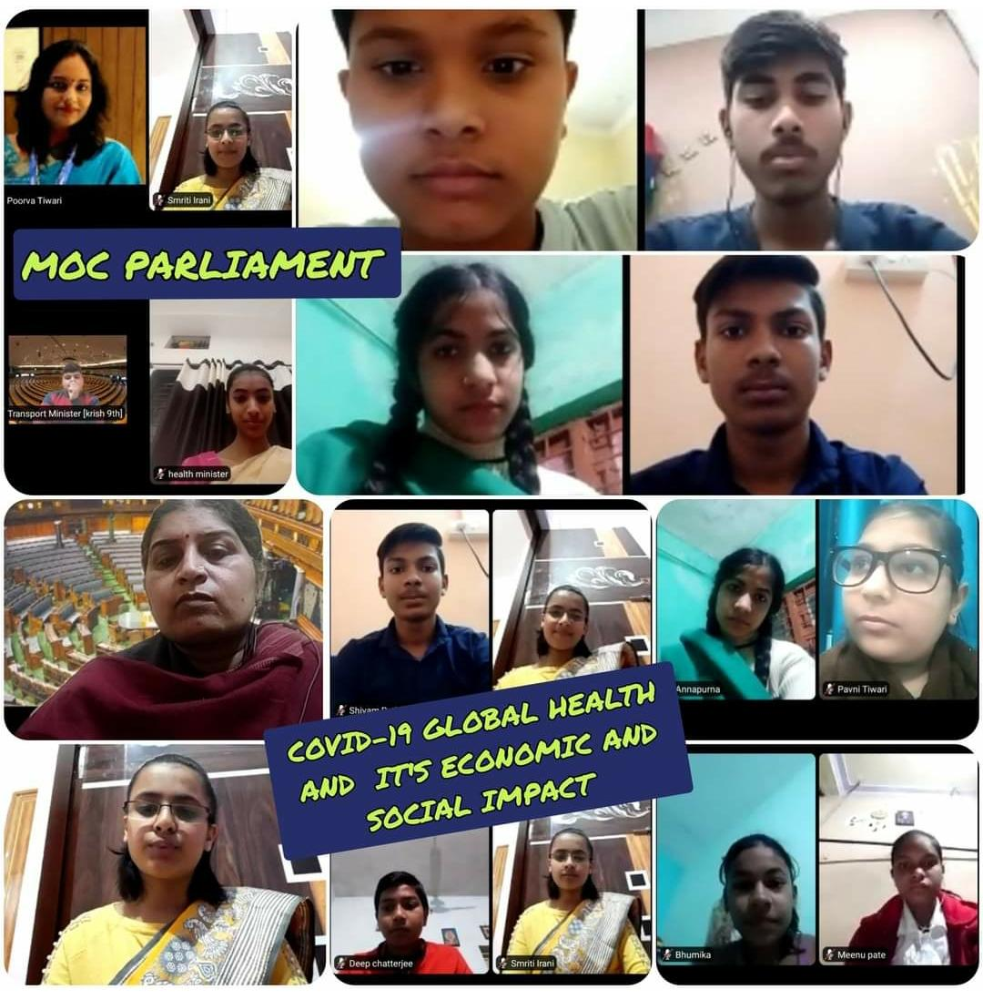 Poorva Tiwari
Smriti Irani
MOC PARLIAMENT
Transport Minister [krish 9th]
health minister
Shivam
Annapurna
Pavni Tiwari
COVID-19 GLOBAL HEALTH
AND IT'S ECONOMIC AND
SOCIAL IMPACT
Deep chatterjee
Smriti Irani
Bhumika
Meenu pate